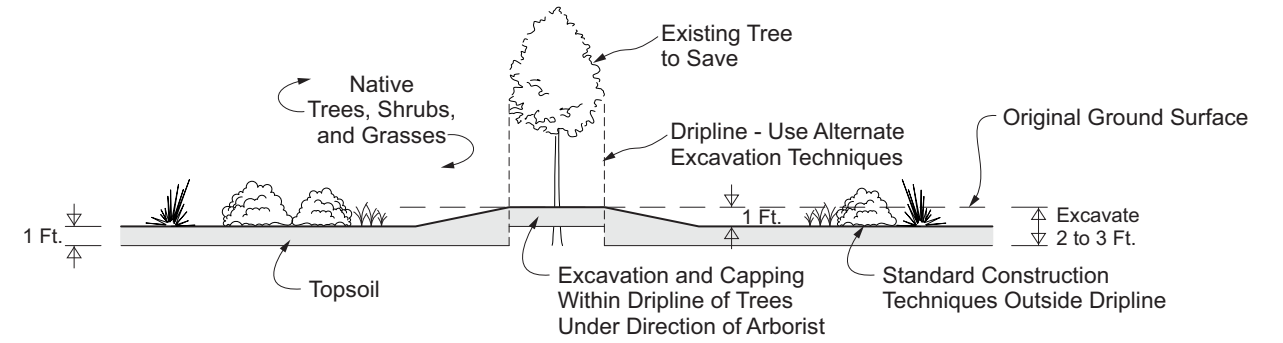 Existing Tree
to Save
Native
Trees, Shrubs,
and Grasses
Dripline - Use Alternate
Excavation Techniques
Original Ground Surface
1 Ft.
1 Ft.
Excavate
2 to 3 Ft.
Topsoil
Excavation and Capping
Within Dripline of Trees
Under Direction of Arborist
Standard Construction
Techniques Outside Dripline